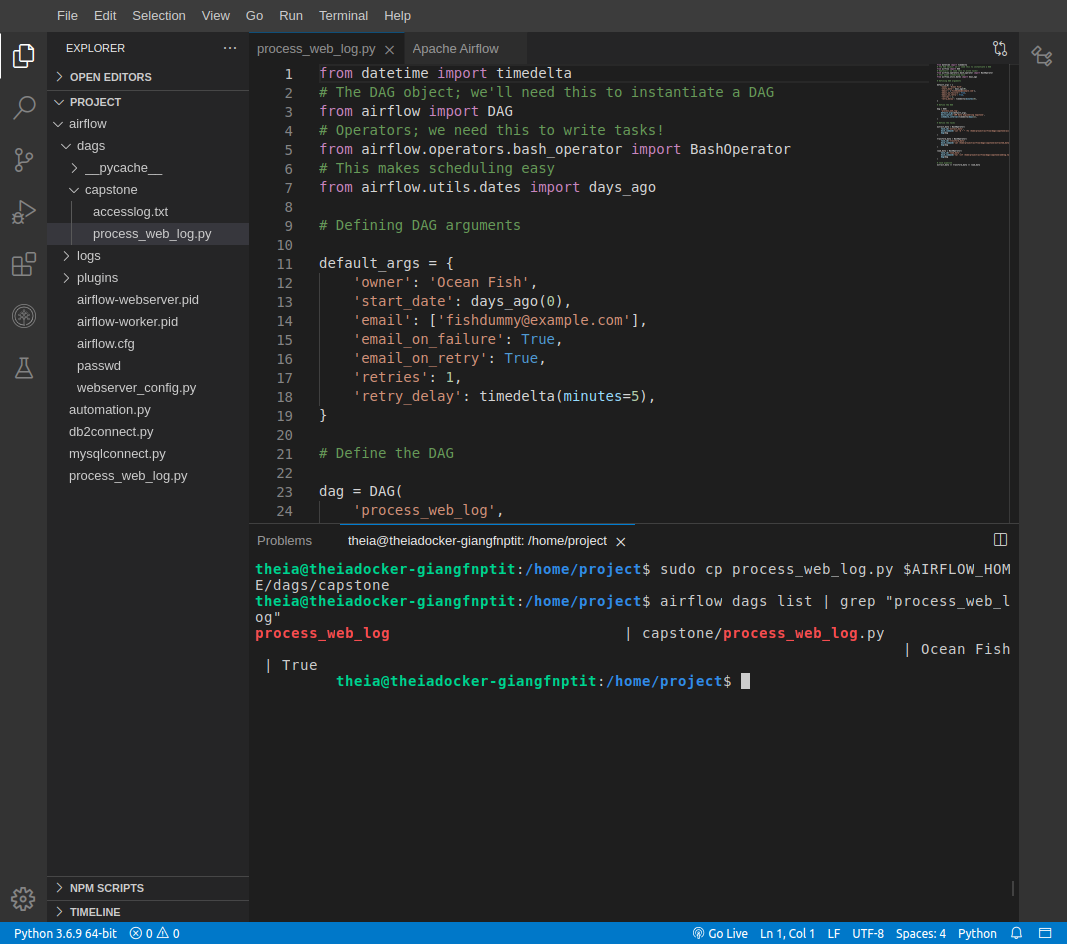 File Edit Selection View Go Run Terminal Help
EXPLORER ...
OPEN EDITORS
PROJECT
airflow
dags
__pycache__
capstone
accesslog.txt
process_web_log.py
logs
plugins
airflow-webserver.pid
airflow-worker.pid
airflow.cfg
passwd
webserver_config.py
automation.py
db2connect.py
mysqlconnect.py
process_web_log.py
NPM SCRIPTS
TIMELINE
process_web_log.py Apache Airflow
1 from datetime import timedelta
2 # The DAG object; we'll need this to instantiate a DAG
3 from airflow import DAG
4 # Operators; we need this to write tasks!
5 from airflow.operators.bash_operator import BashOperator
6 # This makes scheduling easy
7 from airflow.utils.dates import days_ago
8
9 # Defining DAG arguments
10
11 default_args = {
12 'owner': 'Ocean Fish',
13 'start_date': days_ago(0),
14 'email': ['fishdummy@example.com'],
15 'email_on_failure': True,
16 'email_on_retry': True,
17 'retries': 1,
18 'retry_delay': timedelta(minutes=5),
19 }
20
21 # Define the DAG
22
23 dag = DAG(
24 'process_web_log',
Problems theia@theiadocker-giangfnptit: /home/project
theia@theiadocker-giangfnptit:/home/project$ sudo cp process_web_log.py $AIRFLOW_HOM
E/dags/capstone
theia@theiadocker-giangfnptit:/home/project$ airflow dags list | grep "process_web_l
og"
process_web_log | capstone/process_web_log.py
| Ocean Fish
| True
theia@theiadocker-giangfnptit:/home/project$
Python 3.6.9 64-bit 0 0 Go Live Ln 1, Col 1 LF UTF-8 Spaces: 4 Python